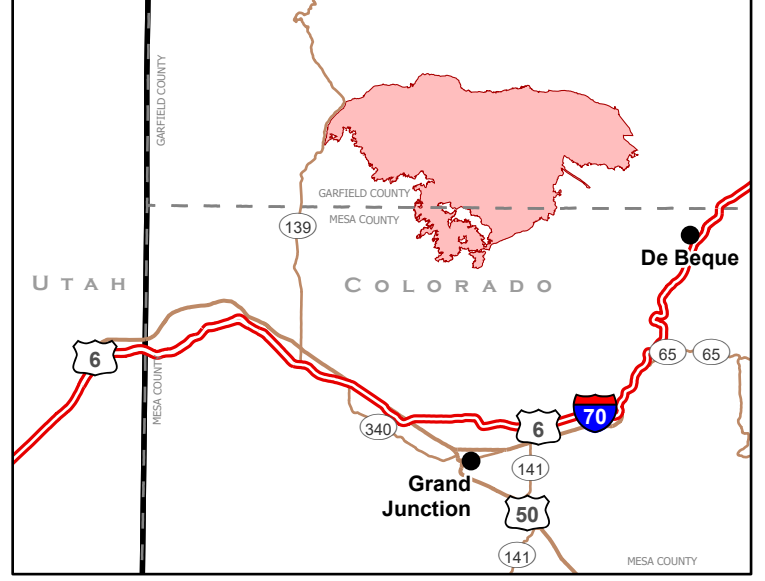 GARFIELD COUNTY
GARFIELD COUNTY
MESA COUNTY
139
De Beque
UTAH
COLORADO
6
MESA COUNTY
65
65
70
6
340
Grand
Junction
141
50
141
MESA COUNTY